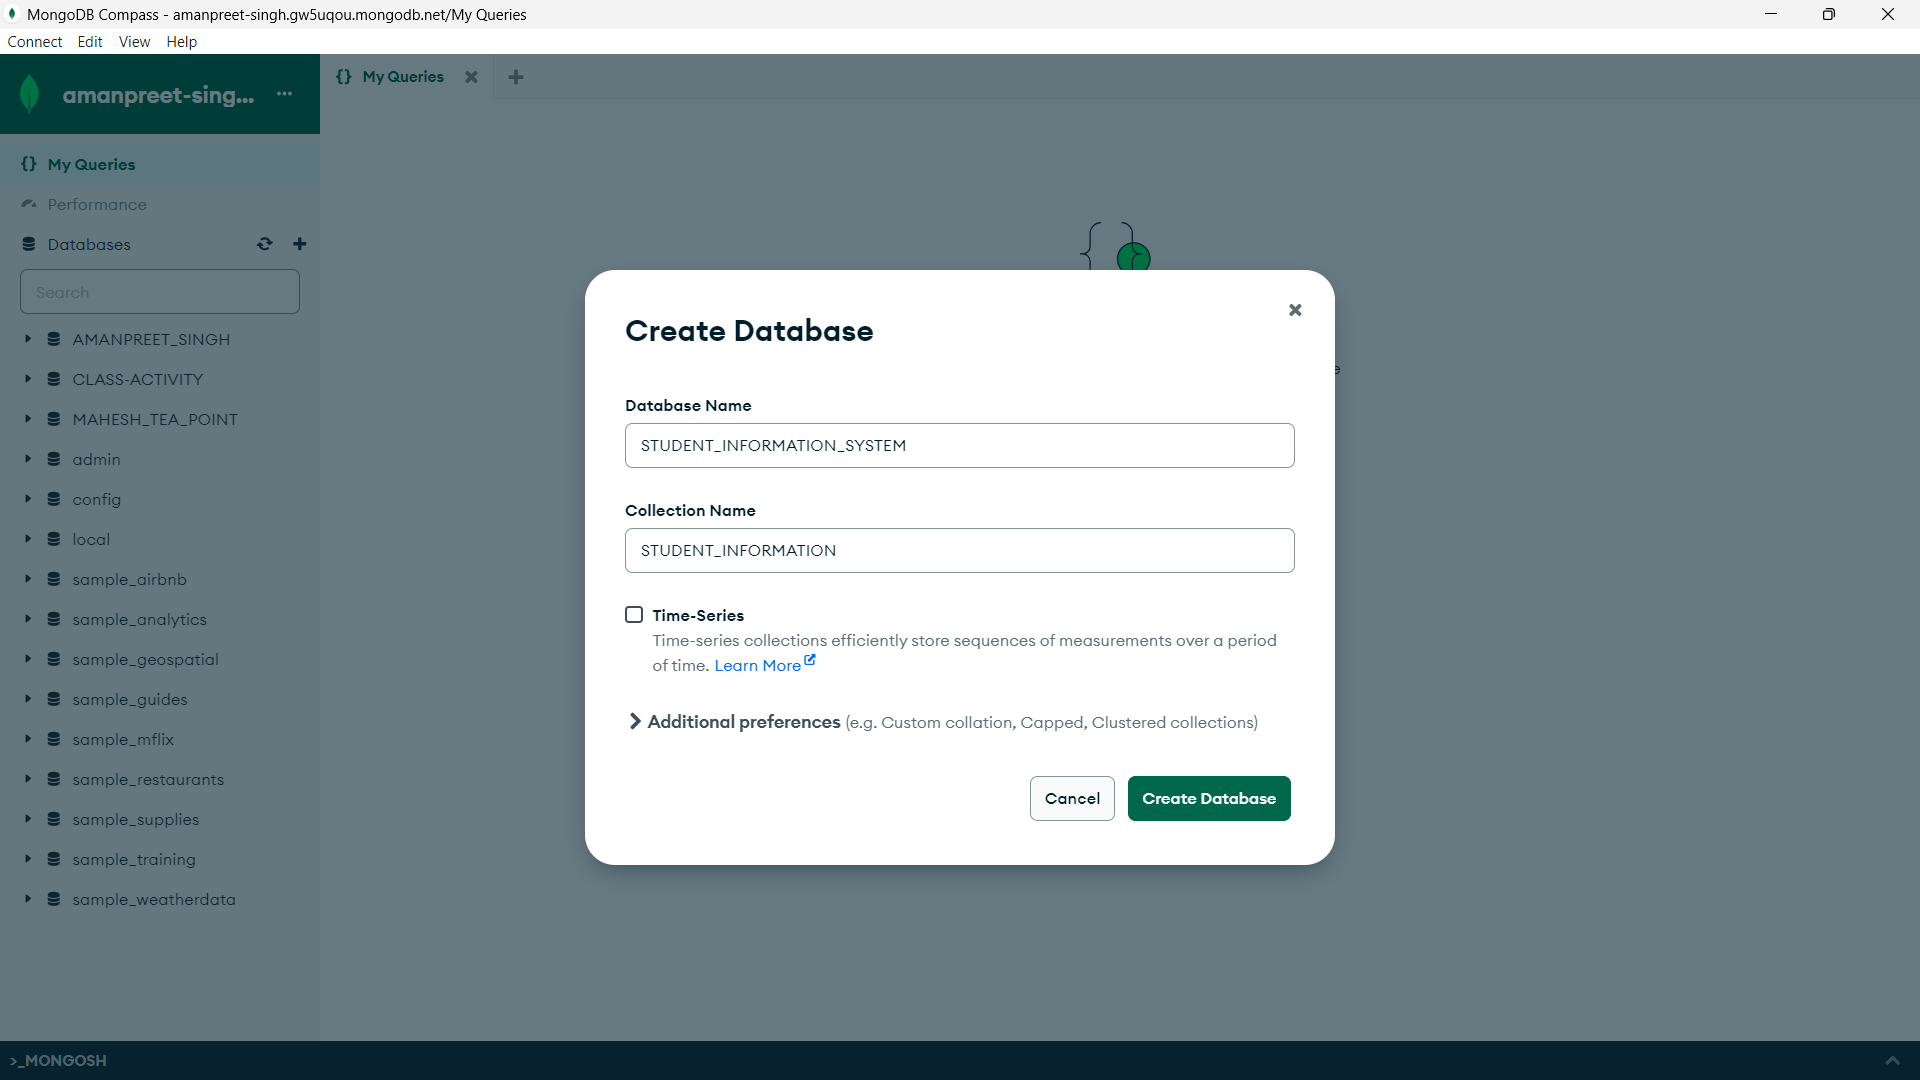 MongoDB Compass - amanpreet-singh.gw5uqou.mongodb.net/My Queries
Connect Edit View Help
amanpreet-sing...
{} My Queries
{} My Queries
Performance
Databases
Search
AMANPREET_SINGH
CLASS-ACTIVITY
MAHESH_TEA_POINT
admin
config
local
sample_airbnb
sample_analytics
sample_geospatial
sample_guides
sample_mflix
sample_restaurants
sample_supplies
sample_training
sample_weatherdata
Create Database
Database Name
STUDENT_INFORMATION_SYSTEM
Collection Name
STUDENT_INFORMATION
Time-Series
Time-series collections efficiently store sequences of measurements over a period
of time. Learn More
Additional preferences (e.g. Custom collation, Capped, Clustered collections)
Cancel Create Database
>_MONGOSH